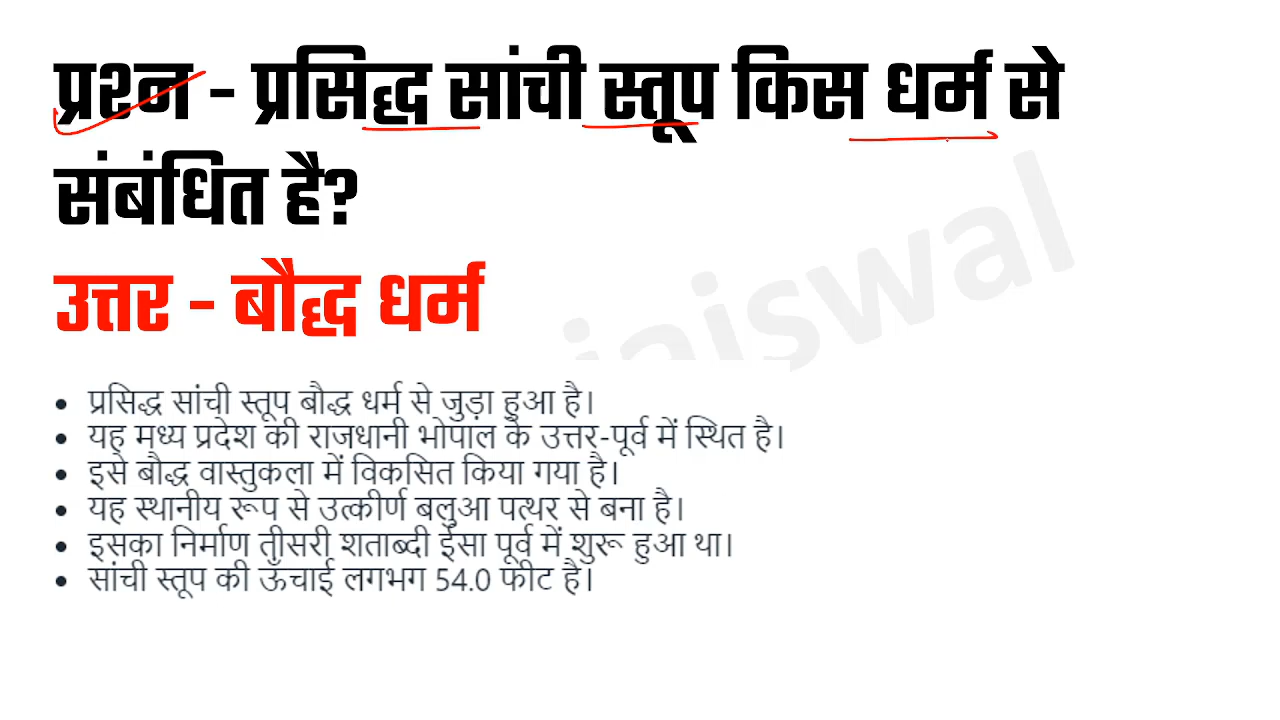 प्रश्न - प्रसिद्ध सांची स्तूप किस धर्म से
संबंधित है?
उत्तर - बौद्ध धर्म
jaiswal
• प्रसिद्ध सांची स्तूप बौद्ध धर्म से जुड़ा हुआ है।
• यह मध्य प्रदेश की राजधानी भोपाल के उत्तर-पूर्व में स्थित है।
• इसे बौद्ध वास्तुकला में विकसित किया गया है।
• यह स्थानीय रूप से उत्कीर्ण बलुआ पत्थर से बना है।
• इसका निर्माण तीसरी शताब्दी ईसा पूर्व में शुरू हुआ था।
• सांची स्तूप की ऊँचाई लगभग 54.0 फीट है।